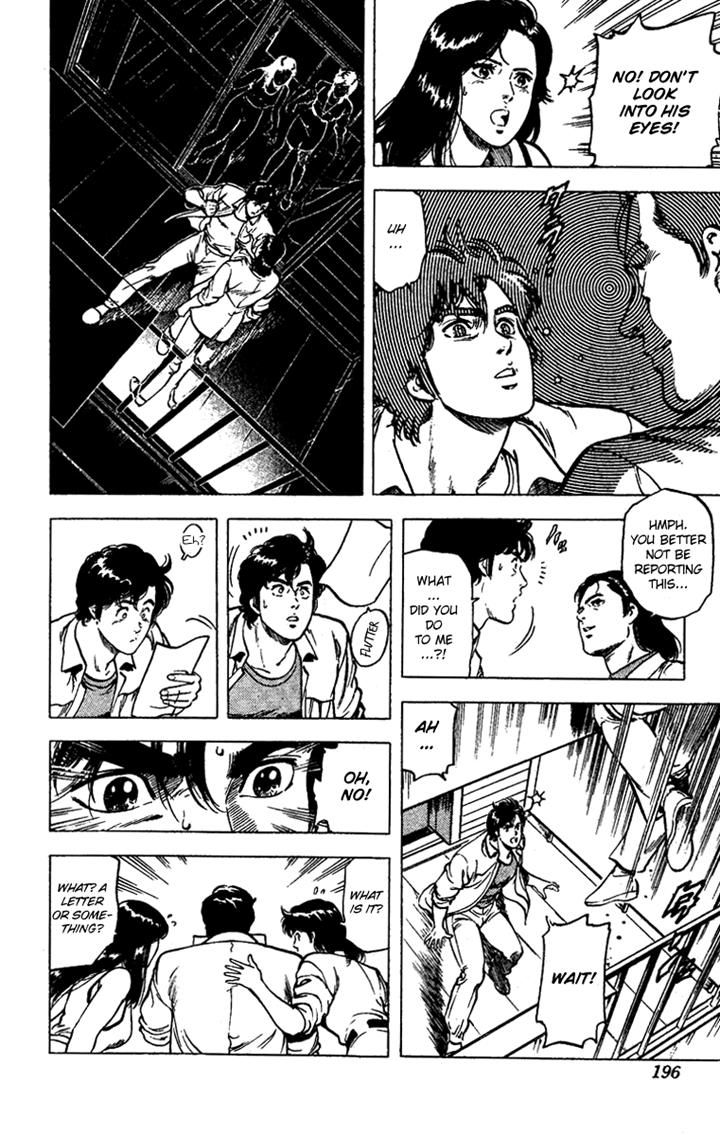 NO! DON'T
LOOK
INTO HIS
EYES!
UH
...
HMPH.
YOU BETTER
NOT BE
REPORTING
THIS...
WHAT
...
DID YOU
DO
TO ME
...?!
FLUTTER
Eh?
AH
...
WAIT!
OH,
NO!
WHAT
IS IT?
WHAT? A
LETTER
OR SOME-
THING?
196